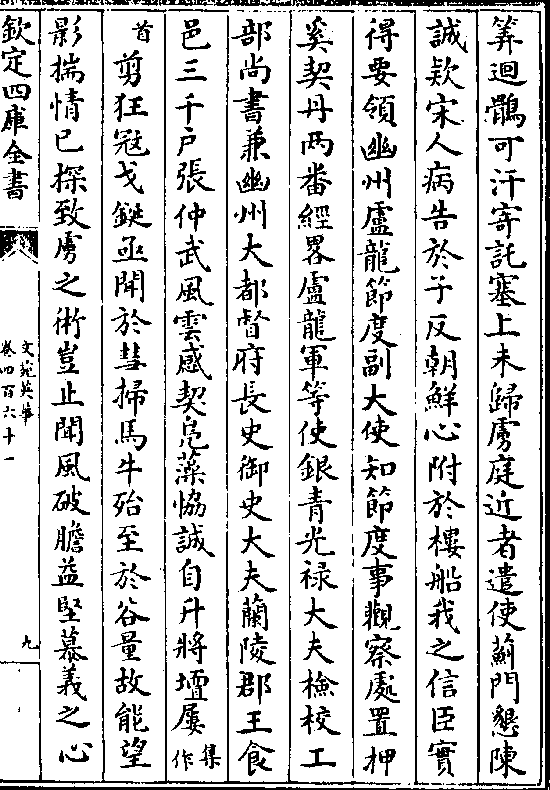 筭迴鶻可汗寄託塞上未歸虜庭近者遣使薊門懇陳
誠欵宋人病告於子反朝鮮心附於樓船我之信臣實
得要領幽州盧龍節度副大使知節度事觀察處置押
奚契丹兩番經畧盧龍軍等使銀青光禄大夫檢校工
部尚書兼幽州大都督府長史御史大夫蘭陵郡王食
邑三千户張仲武風雲感契鳬藻協誠自升將壇屢集作
首剪狂寇戈鋋亟聞於彗掃馬牛殆至於谷量故能望
影揣情已探致虜之術豈止聞風破膽益堅慕義之心
欽定四庫全書
文苑英華
卷四百六十一
九